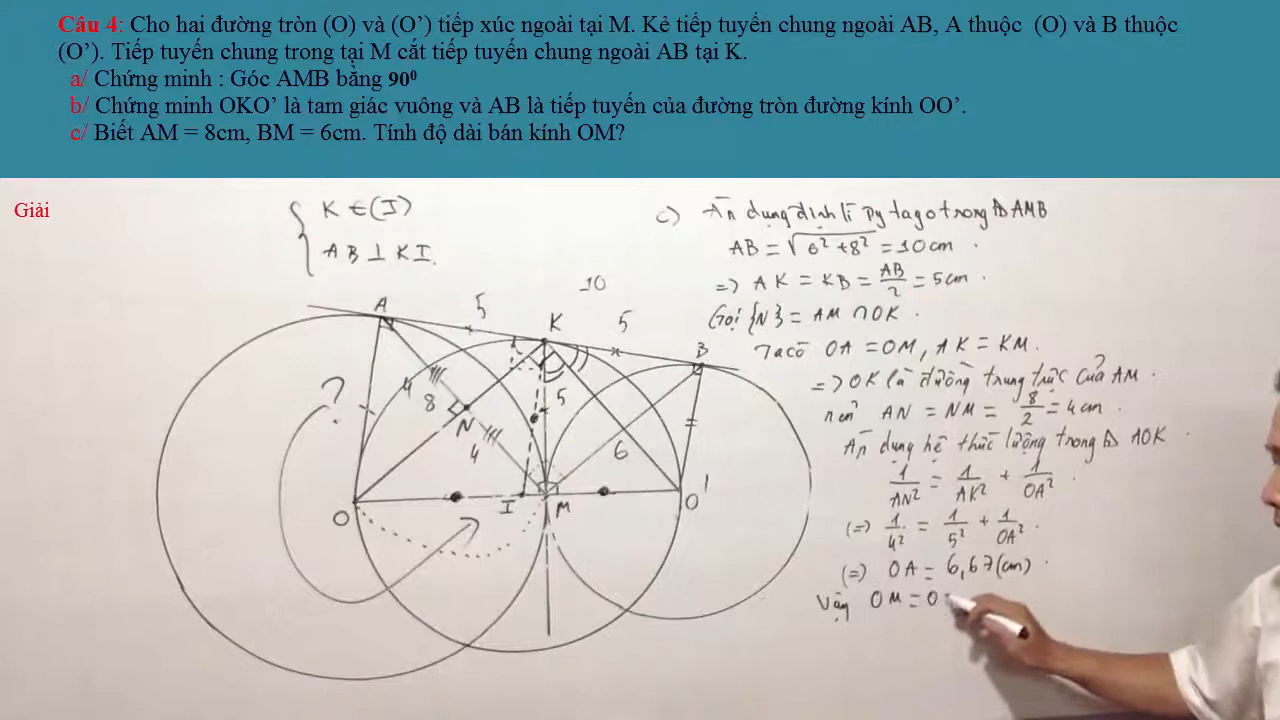 Câu 4: Cho hai đường tròn (O) và (O’) tiếp xúc ngoài tại M. Kẻ tiếp tuyến chung ngoài AB, A thuộc (O) và B thuộc
(O’). Tiếp tuyến chung trong tại M cắt tiếp tuyến chung ngoài AB tại K.
a/ Chứng minh : Góc AMB bằng 90⁰
b/ Chứng minh OKO’ là tam giác vuông và AB là tiếp tuyến của đường tròn đường kính OO’.
c/ Biết AM = 8cm, BM = 6cm. Tính độ dài bán kính OM?
Giải
{ K ∈ (I)
AB ⊥ KI.
c) Áp dụng định lí Pytago trong Δ AMB
AB = √(6² + 8²) = 10 cm.
=> AK = KB = AB/2 = 5 cm.
Gọi {N} = AM ∩ OK.
Ta có OA = OM, AK = KM.
=> OK là đường trung trực của AM.
nên AN = NM = 8/2 = 4 cm.
Áp dụng hệ thức lượng trong Δ AOK
1/AN² = 1/AK² + 1/OA².
(=) 1/4² = 1/5² + 1/OA².
(=) OA = 6,67 (cm).
Vậy OM = O
A
5
10
K
5
B
?
4
8
N
4
5
6
O
I
M
O'